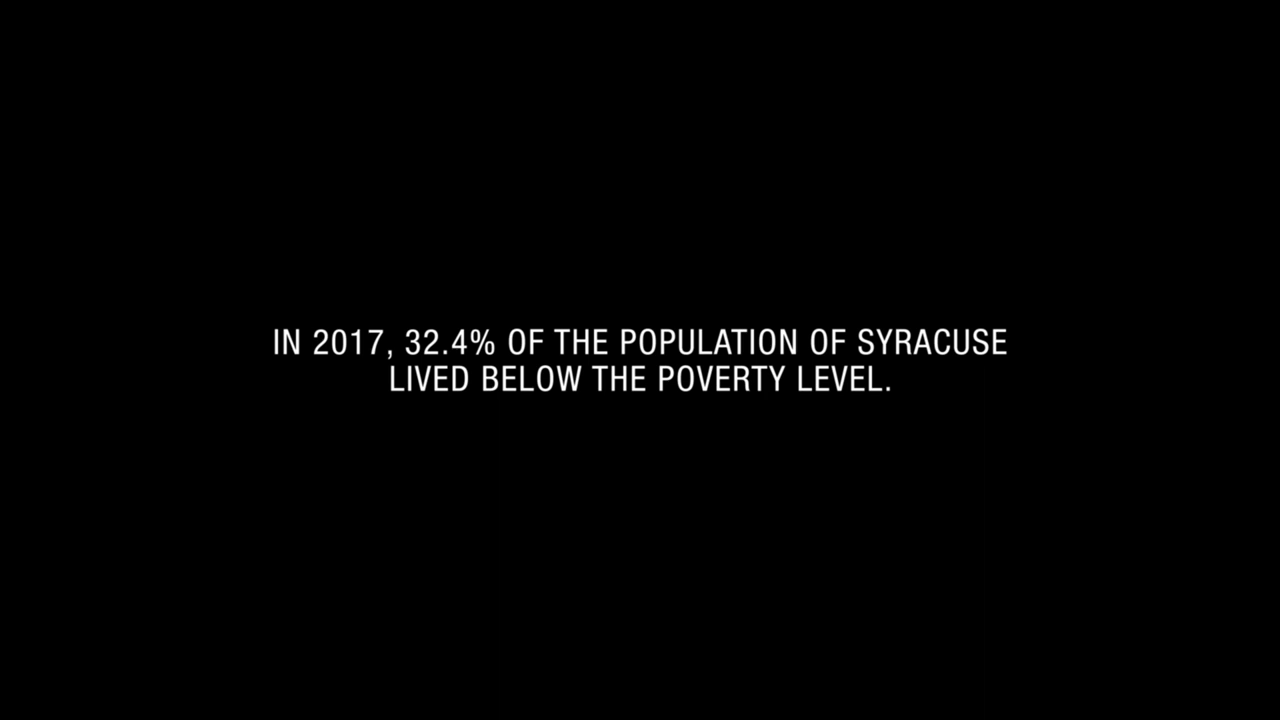 IN 2017, 32.4% OF THE POPULATION OF SYRACUSE
LIVED BELOW THE POVERTY LEVEL.